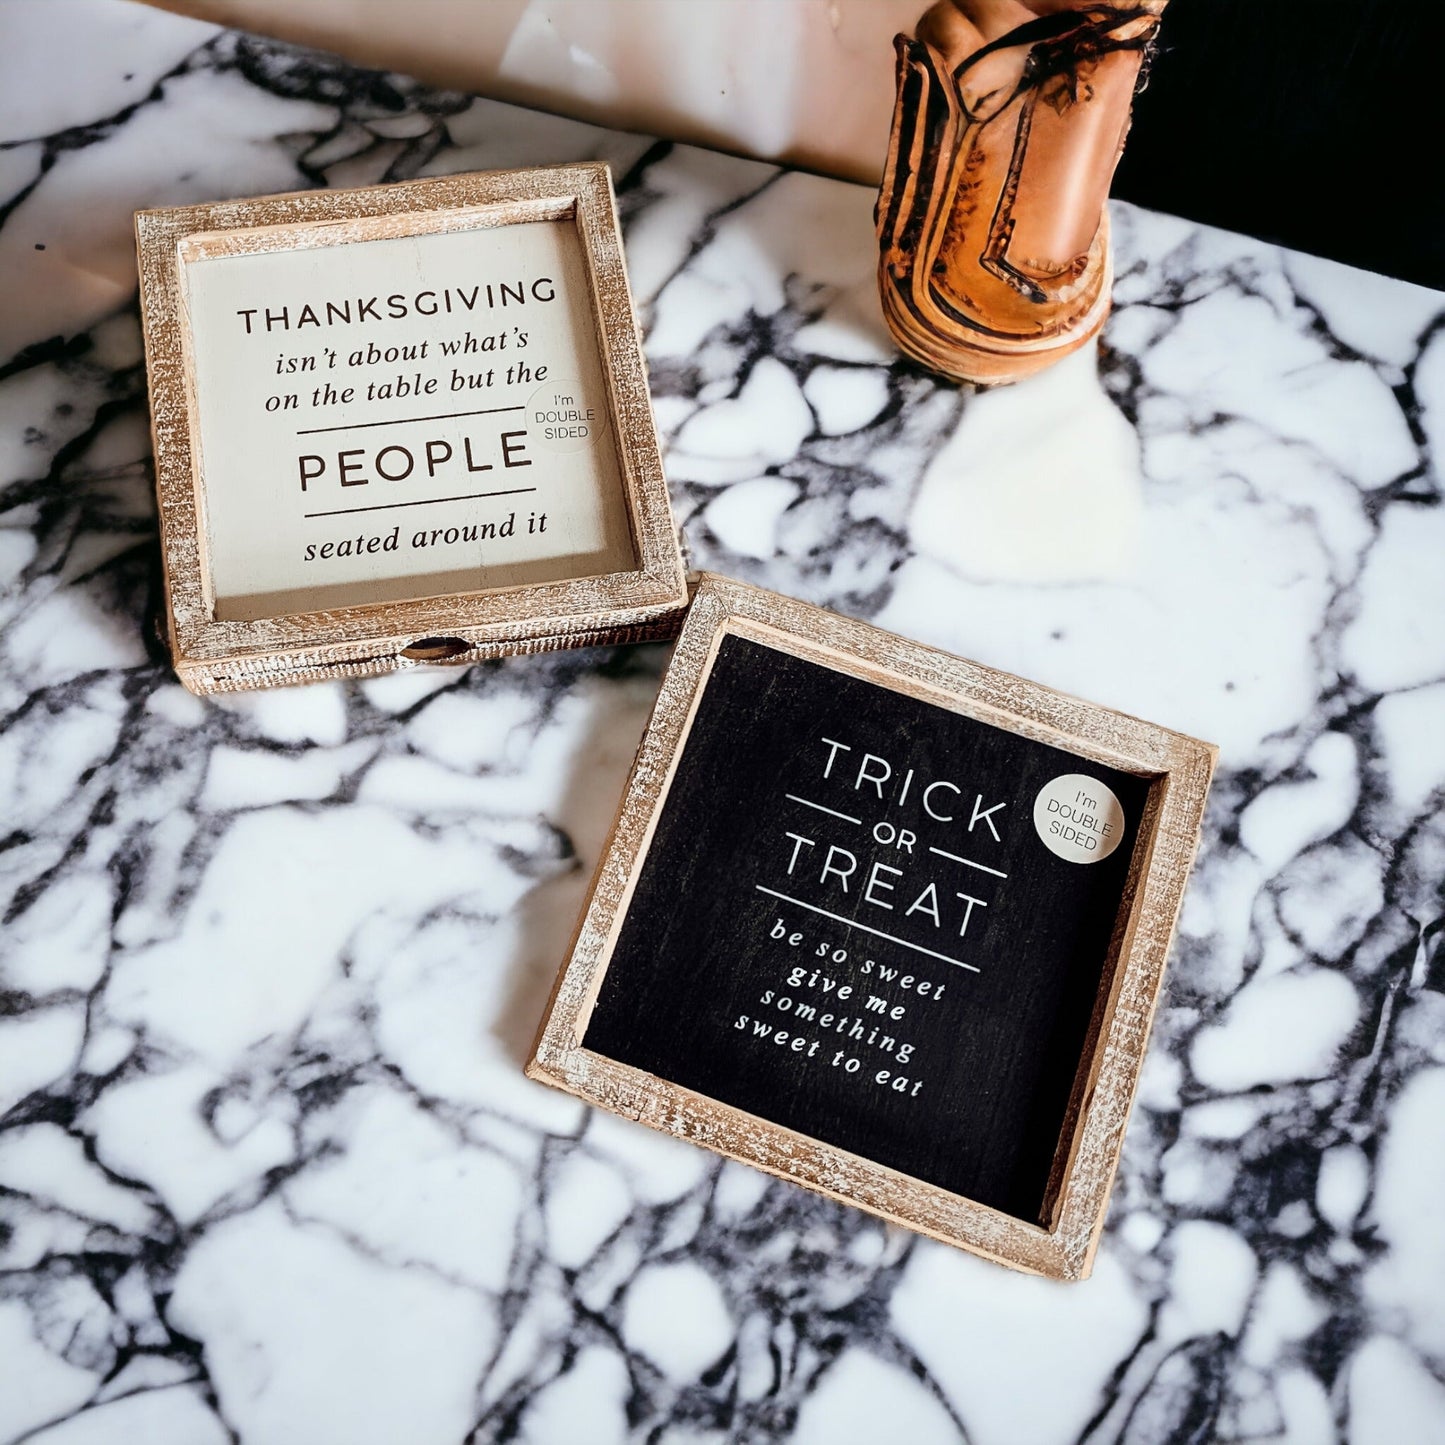 THANKSGIVING
isn't about what's
on the table but the
PEOPLE
seated around it
I'm
DOUBLE
SIDED
TRICK
OR
TREAT
be so sweet
give me
something
sweet to eat
I'm
DOUBLE
SIDED